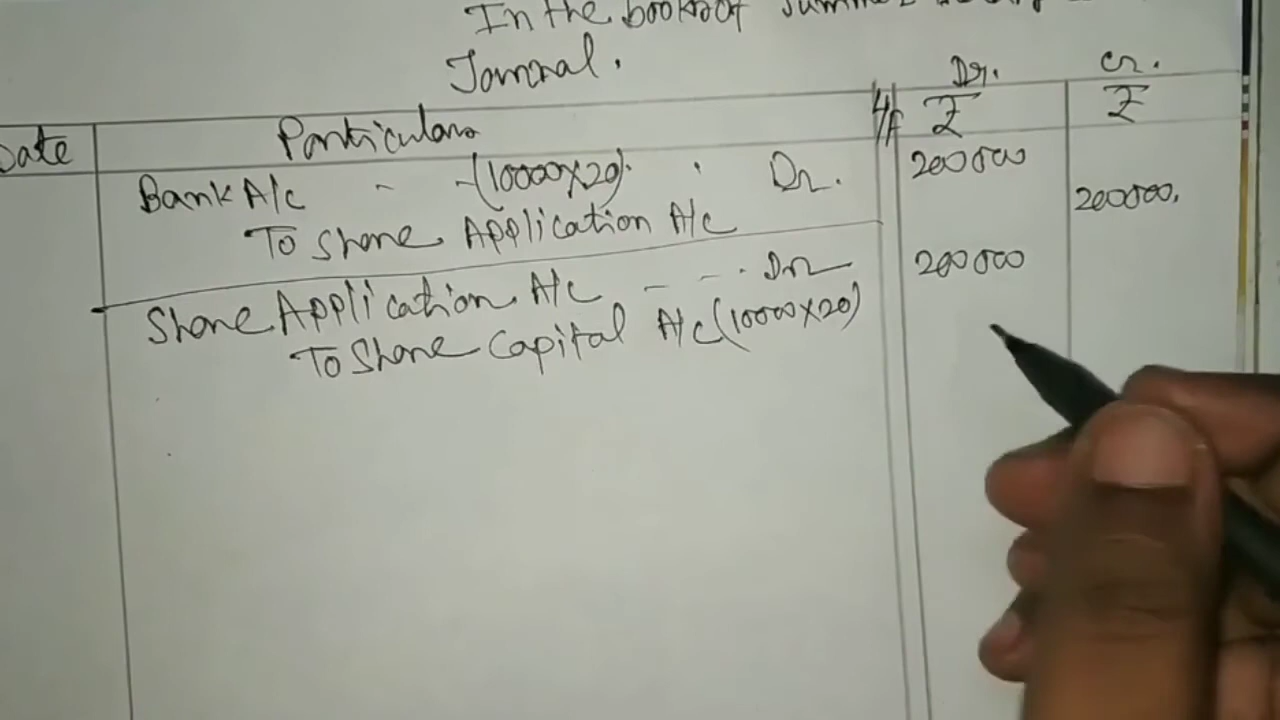 In the books of Summer
Journal.
Dr. Cr.
Date Particulars L/F ₹ ₹
Bank A/c - -(10000x20). . Dr. 200000
To Share Application A/c 200000.
Share Application A/c - - . Dr 200000
To Share Capital A/c (10000x20)